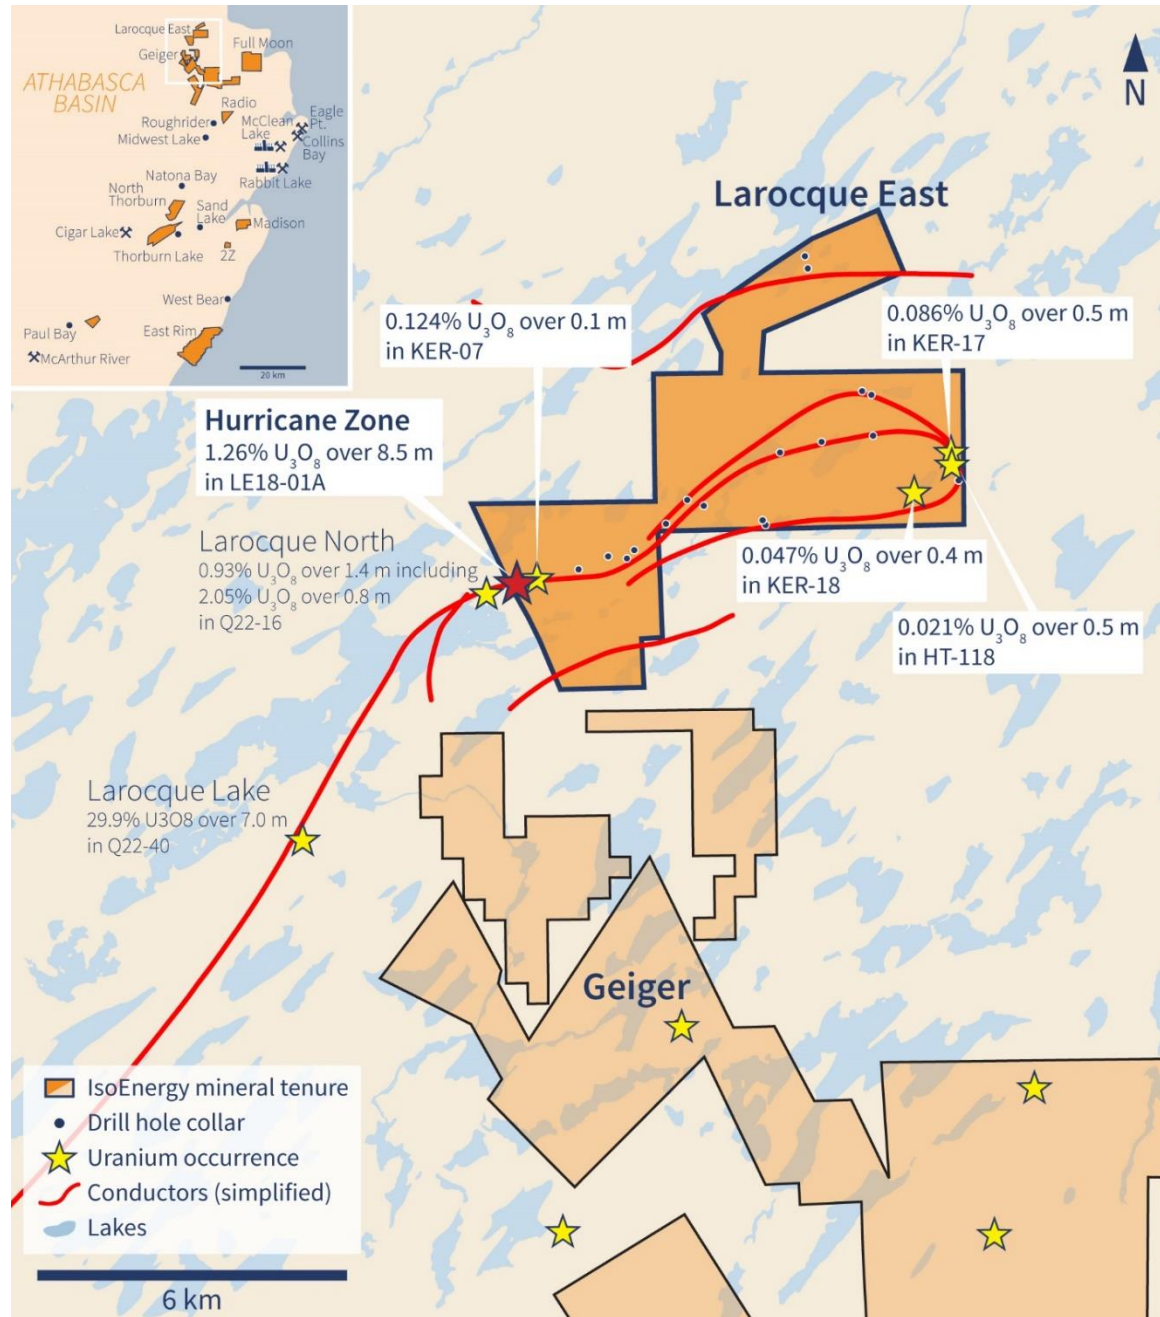 Larocque East
Full Moon
Geiger
ATHABASCA
BASIN
Radio
Roughrider
McClean
Lake
Eagle
Pt.
Midwest Lake
Collins
Bay
Rabbit Lake
Natona Bay
North
Thorburn
Sand
Lake
Madison
Cigar Lake
Thorburn Lake
2Z
West Bear
Paul Bay
East Rim
McArthur River
20 km
N
Larocque East
0.124% U₃O₈ over 0.1 m
in KER-07
0.086% U₃O₈ over 0.5 m
in KER-17
Hurricane Zone
1.26% U₃O₈ over 8.5 m
in LE18-01A
Larocque North
0.93% U₃O₈ over 1.4 m including
2.05% U₃O₈ over 0.8 m
in Q22-16
0.047% U₃O₈ over 0.4 m
in KER-18
0.021% U₃O₈ over 0.5 m
in HT-118
Larocque Lake
29.9% U3O8 over 7.0 m
in Q22-40
Geiger
IsoEnergy mineral tenure
Drill hole collar
Uranium occurrence
Conductors (simplified)
Lakes
6 km